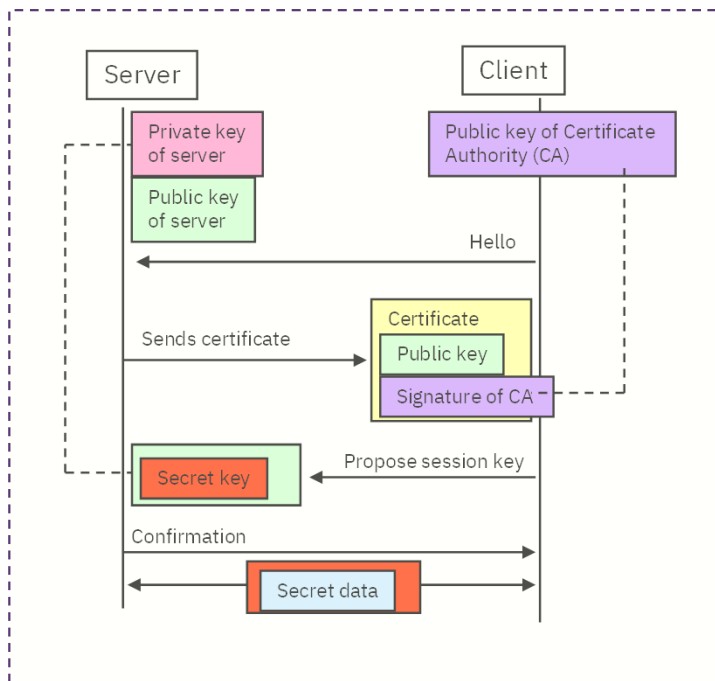 Server
Client
Private key
of server
Public key of Certificate
Authority (CA)
Public key
of server
Hello
Certificate
Sends certificate
Public key
Signature of CA
Propose session key
Secret key
Confirmation
Secret data